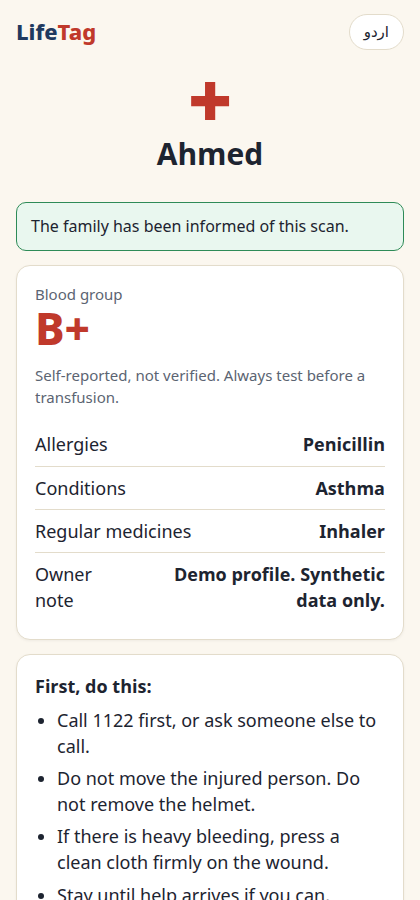 LifeTag
اردو
Ahmed
The family has been informed of this scan.
Blood group
B+
Self-reported, not verified. Always test before a
transfusion.
Allergies Penicillin
Conditions Asthma
Regular medicines Inhaler
Owner note Demo profile. Synthetic data only.
First, do this:
• Call 1122 first, or ask someone else to
call.
• Do not move the injured person. Do
not remove the helmet.
• If there is heavy bleeding, press a
clean cloth firmly on the wound.
• Stay until help arrives if you can.